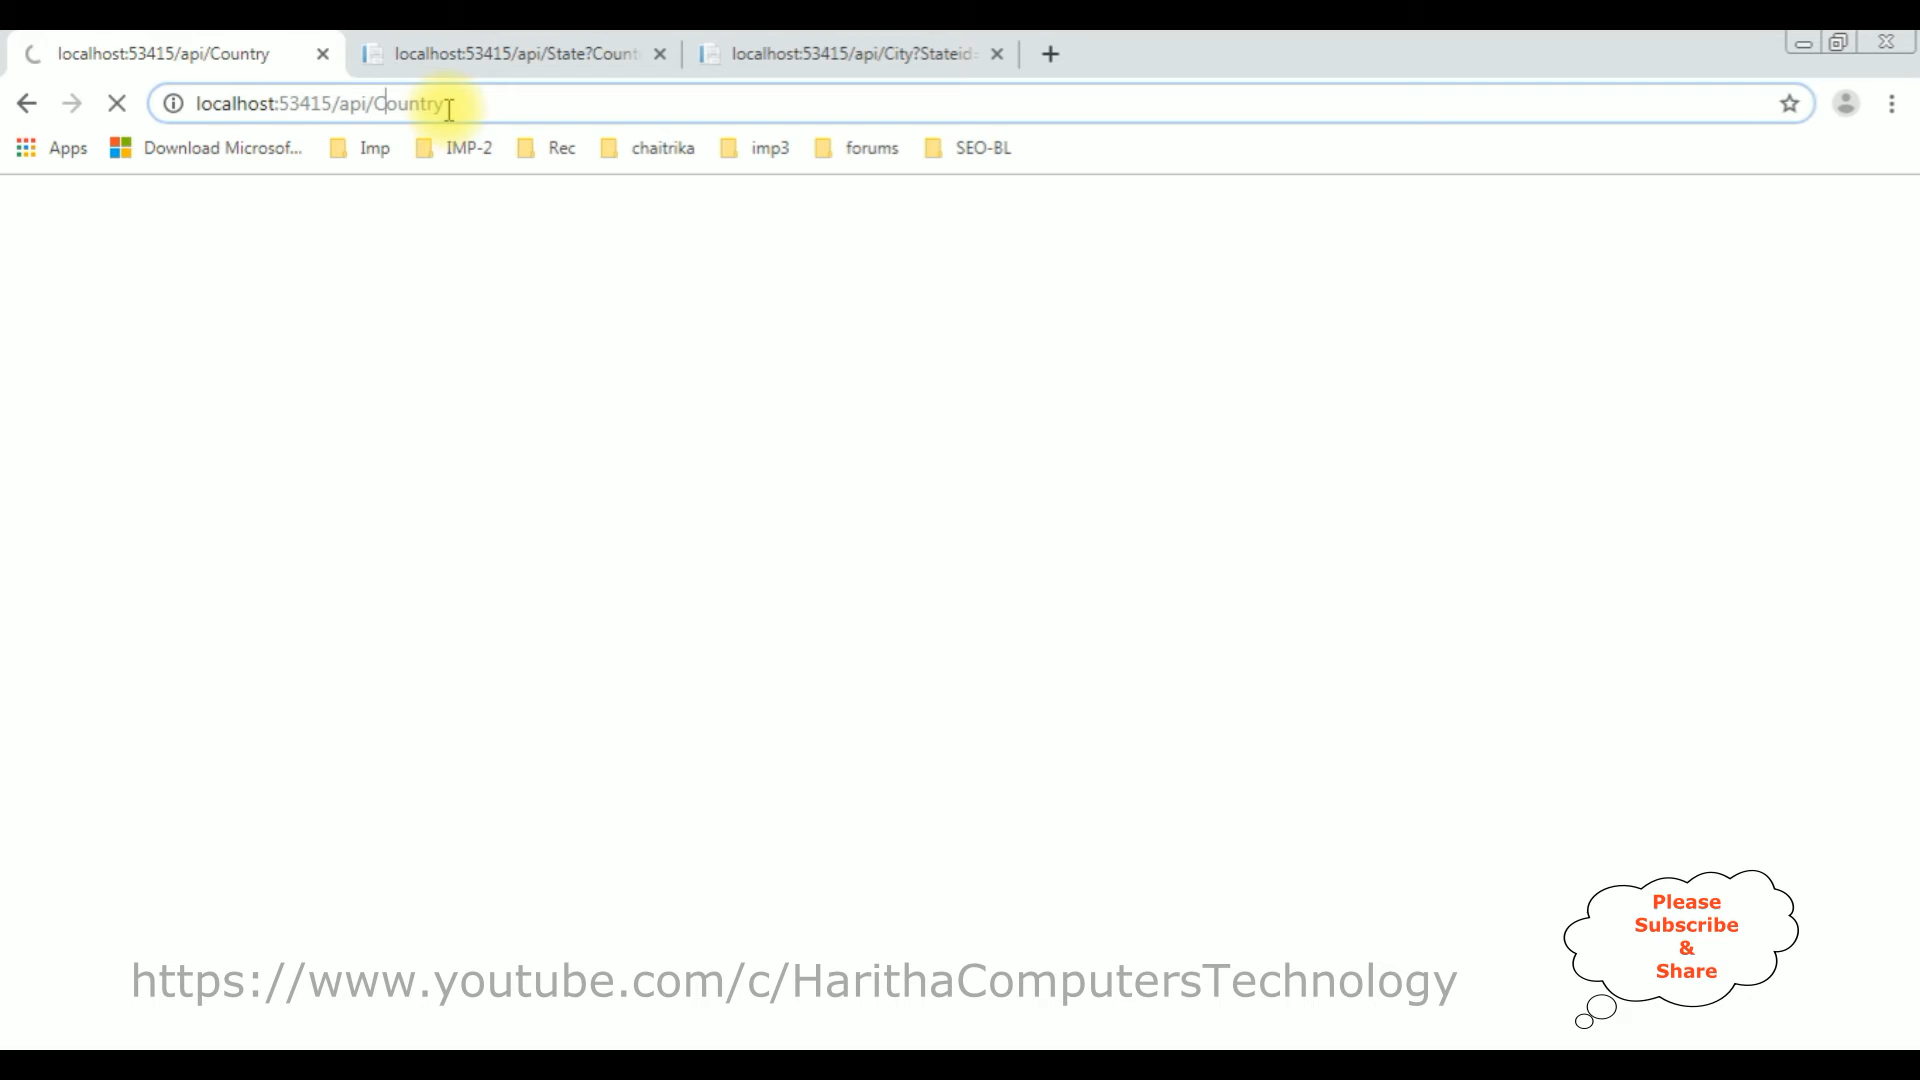 localhost:53415/api/Country
localhost:53415/api/State?Count
localhost:53415/api/City?Stateid=
localhost:53415/api/Country
Apps
Download Microsof...
Imp
IMP-2
Rec
chaitrika
imp3
forums
SEO-BL
Please
Subscribe
&
Share
https://www.youtube.com/c/HarithaComputersTechnology